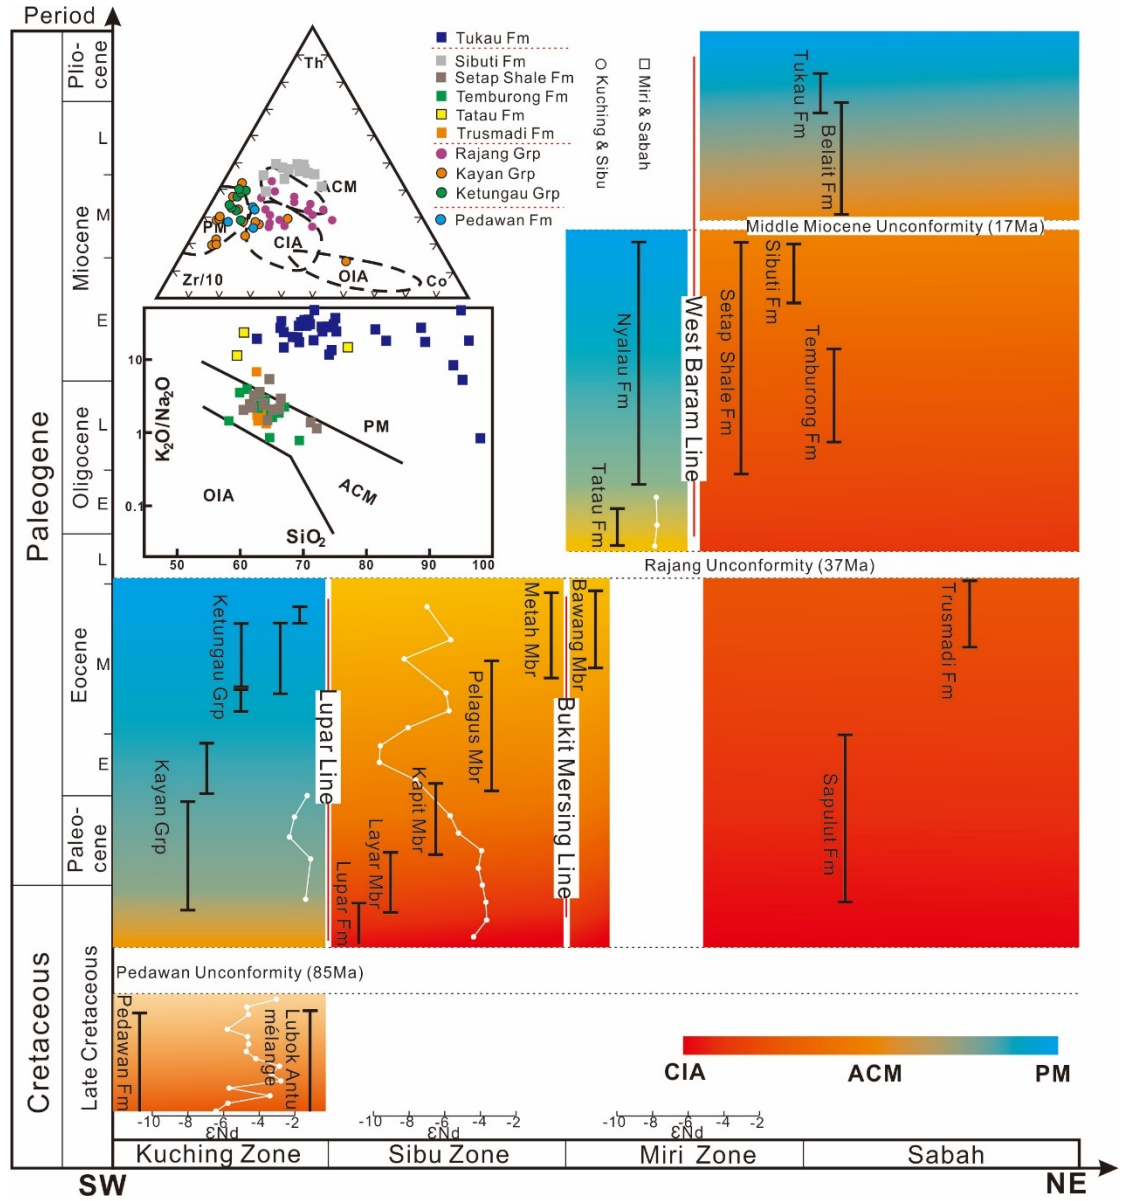 Period
Paleogene
Cretaceous
Plio-
cene
Miocene
Oligocene
Eocene
Paleo-
cene
Late Cretaceous
L
M
E
L
E
L
M
E
Th
ACM
PM
CIA
OIA
Zr/10
Co
Tukau Fm
Sibuti Fm
Setap Shale Fm
Temburong Fm
Tatau Fm
Trusmadi Fm
Rajang Grp
Kayan Grp
Ketungau Grp
Pedawan Fm
Kuching & Sibu
Miri & Sabah
K2O/Na2O
10
1
0.1
PM
ACM
OIA
SiO2
50
60
70
80
90
100
Tukau Fm
Belait Fm
Middle Miocene Unconformity (17Ma)
Nyalau Fm
Tatau Fm
West Baram Line
Setap Shale Fm
Sibuti Fm
Temburong Fm
Rajang Unconformity (37Ma)
Ketungau Grp
Kayan Grp
Lupar Line
Metah Mbr
Pelagus Mbr
Kapit Mbr
Layar Mbr
Lupar Fm
Bukit Mersing Line
Bawang Mbr
Trusmadi Fm
Sapulut Fm
Pedawan Unconformity (85Ma)
Pedawan Fm
Lubok Antu
mélange
CIA
ACM
PM
-10 -8 -6 -4 -2
εNd
-10 -8 -6 -4 -2
εNd
-10 -8 -6 -4 -2
εNd
Kuching Zone
Sibu Zone
Miri Zone
Sabah
SW
NE